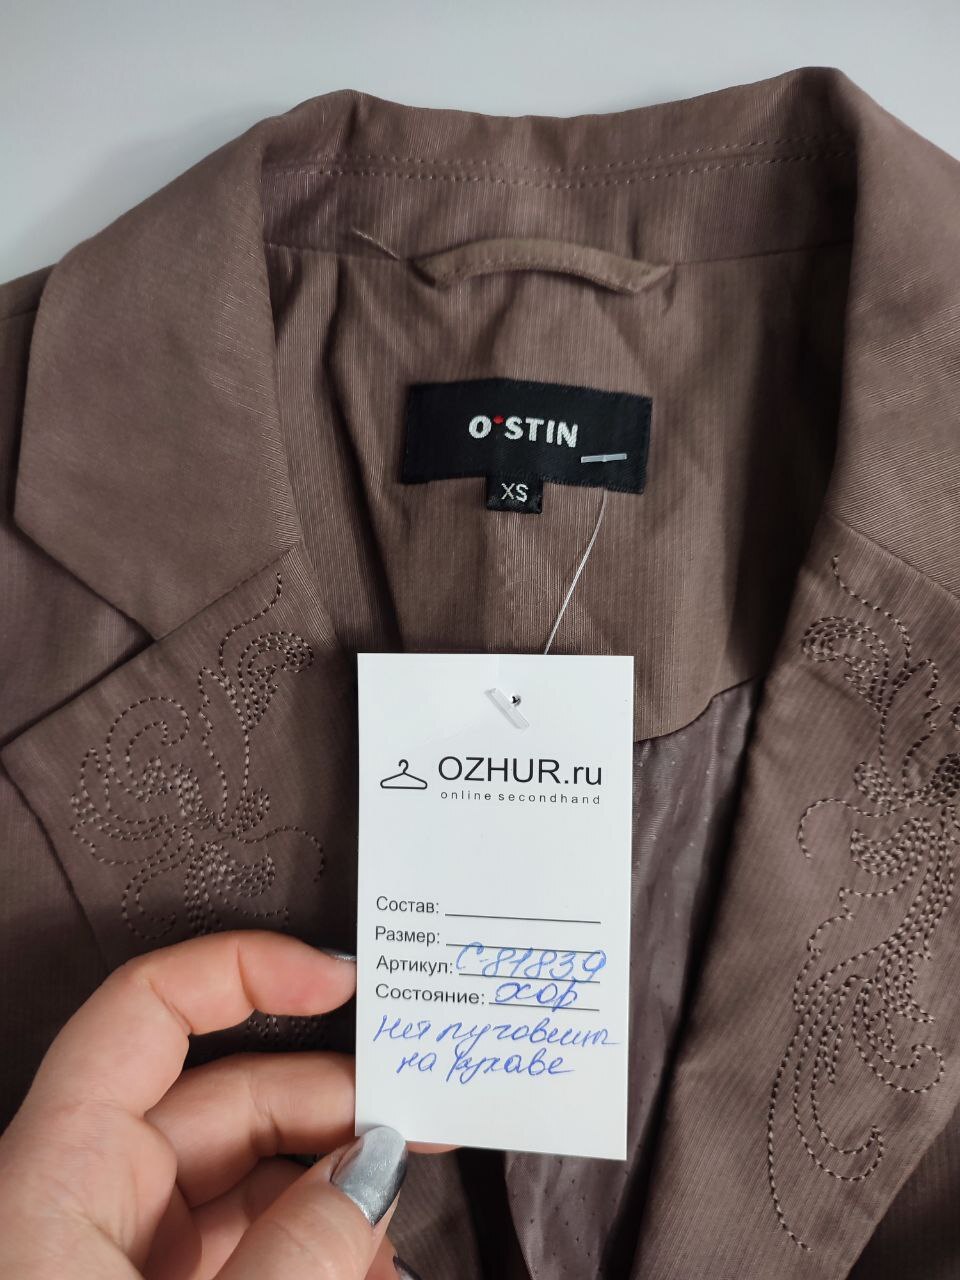 O'STIN
XS
OZHUR.ru
online secondhand
Состав:
Размер:
Артикул: С-81839
Состояние: хор
Нет пуговицы
на рукаве